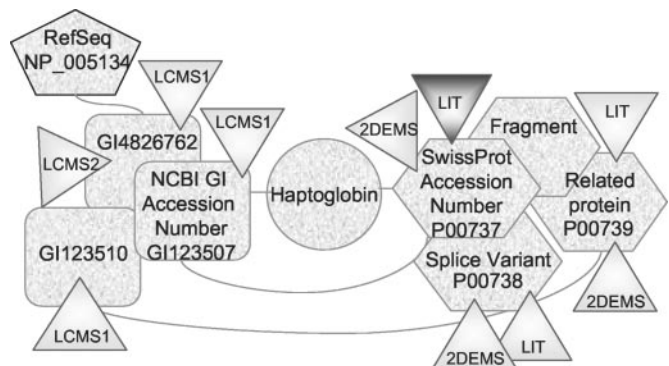 RefSeq
NP_005134
LCMS1
LCMS1
LCMS2
GI4826762
NCBI GI
Accession
Number
GI123507
GI123510
LCMS1
Haptoglobin
2DEMS
LIT
SwissProt
Accession
Number
P00737
Fragment
LIT
Related
protein
P00739
Splice Variant
P00738
2DEMS
2DEMS
LIT